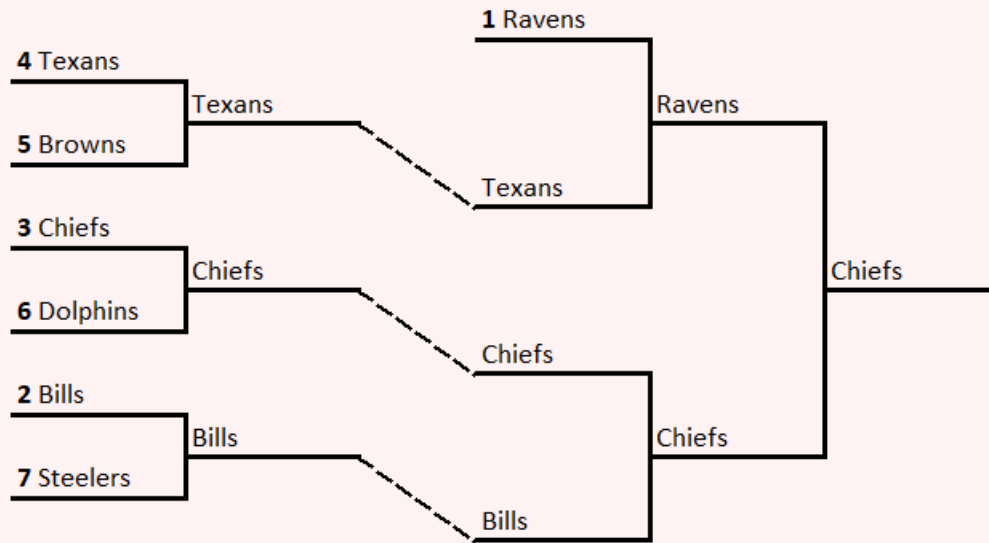 1 Ravens
4 Texans
Texans
Ravens
5 Browns
Texans
3 Chiefs
Chiefs
Chiefs
6 Dolphins
Chiefs
2 Bills
Bills
Chiefs
7 Steelers
Bills